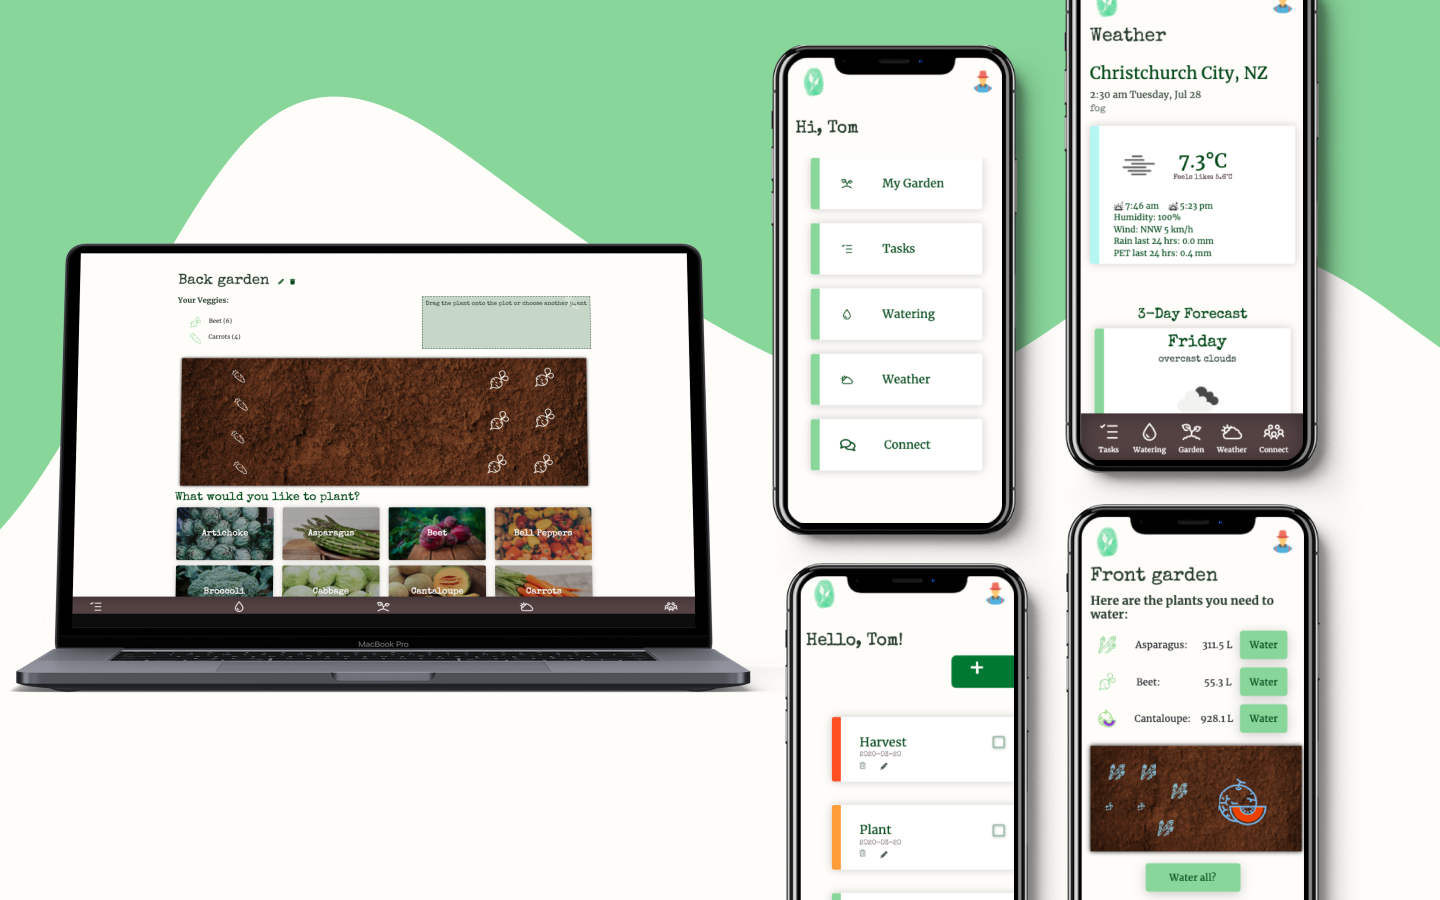 Back garden
Your Veggies:
Beet (6)
Carrots (4)
Drag the plant onto the plot or choose another plant
What would you like to plant?
Artichoke
Asparagus
Beet
Bell Peppers
Broccoli
Cabbage
Cantaloupe
Carrots
MacBook Pro
Hi, Tom
My Garden
Tasks
Watering
Weather
Connect
Weather
Christchurch City, NZ
2:30 am Tuesday, Jul 28
fog
7.3°C
Feels likes 5.6°C
7:46 am 5:23 pm
Humidity: 100%
Wind: NNW 5 km/h
Rain last 24 hrs: 0.0 mm
PET last 24 hrs: 0.4 mm
3-Day Forecast
Friday
overcast clouds
Tasks Watering Garden Weather Connect
Hello, Tom!
+
Harvest
2020-03-20
Plant
2020-03-20
Front garden
Here are the plants you need to
water:
Asparagus: 311.5 L Water
Beet: 55.3 L Water
Cantaloupe: 928.1 L Water
Water all?